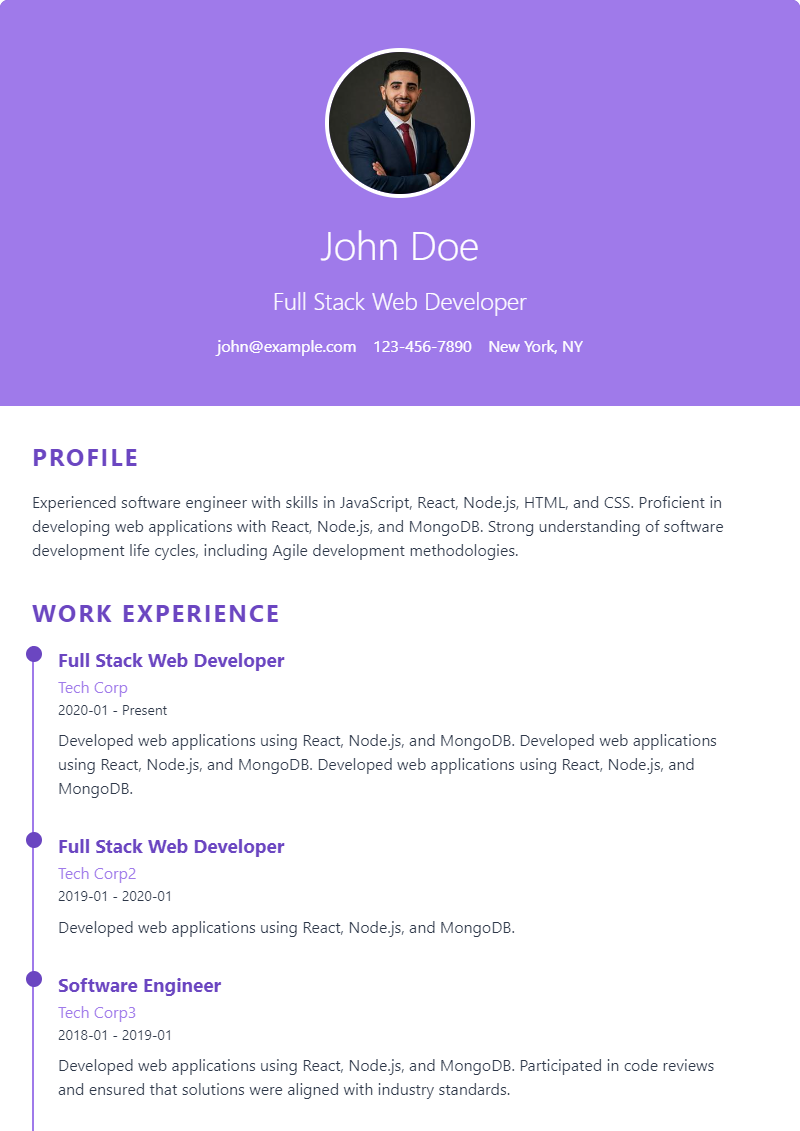 John Doe
Full Stack Web Developer
john@example.com 123-456-7890 New York, NY
PROFILE
Experienced software engineer with skills in JavaScript, React, Node.js, HTML, and CSS. Proficient in
developing web applications with React, Node.js, and MongoDB. Strong understanding of software
development life cycles, including Agile development methodologies.
WORK EXPERIENCE
Full Stack Web Developer
Tech Corp
2020-01 - Present
Developed web applications using React, Node.js, and MongoDB. Developed web applications
using React, Node.js, and MongoDB. Developed web applications using React, Node.js, and
MongoDB.
Full Stack Web Developer
Tech Corp2
2019-01 - 2020-01
Developed web applications using React, Node.js, and MongoDB.
Software Engineer
Tech Corp3
2018-01 - 2019-01
Developed web applications using React, Node.js, and MongoDB. Participated in code reviews
and ensured that solutions were aligned with industry standards.